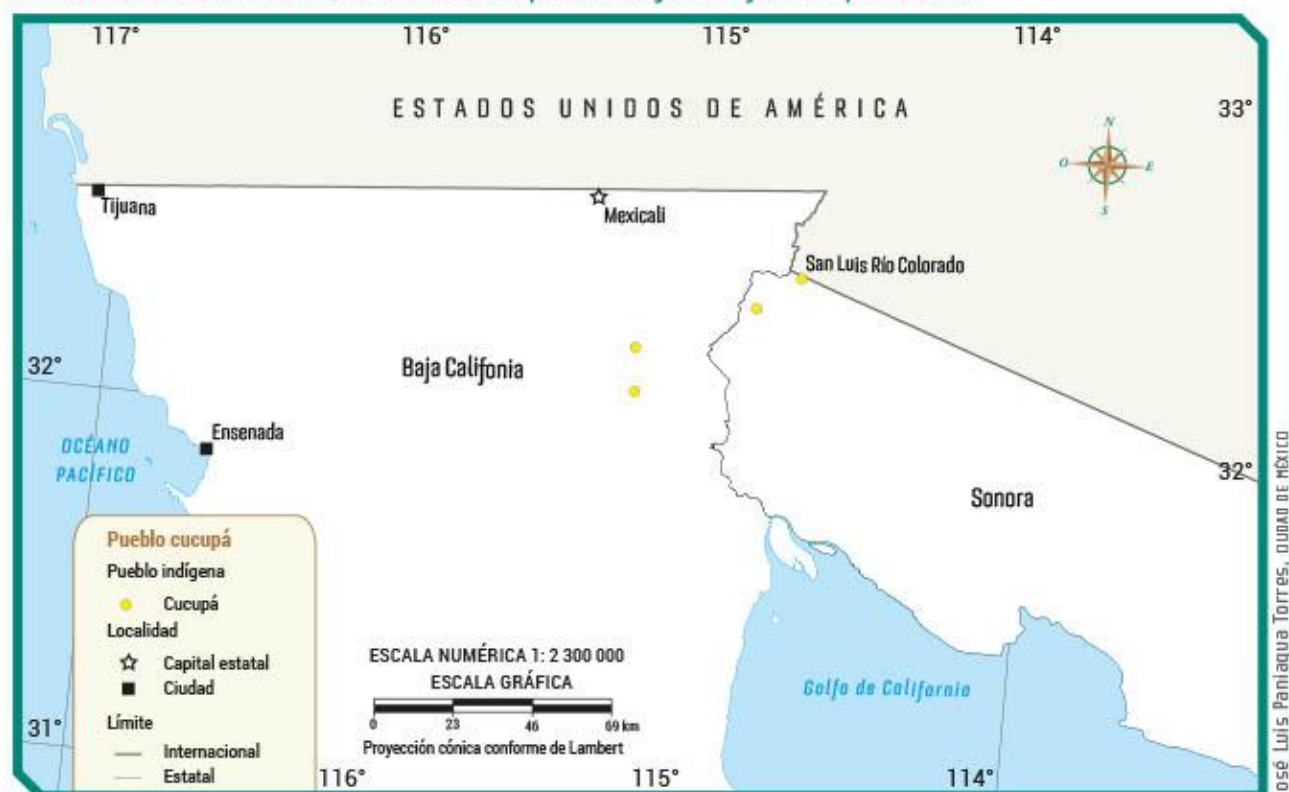 117° 116° 115° 114°
ESTADOS UNIDOS DE AMÉRICA
33°
N
O E
S
Tijuana
Mexicali
San Luis Río Colorado
32°
Baja Califonia
Ensenada
OCÉANO
PACÍFICO
32°
Sonora
Pueblo cucupá
Pueblo indígena
Cucupá
Localidad
Capital estatal
Ciudad
Límite
Internacional
Estatal
ESCALA NUMÉRICA 1: 2 300 000
ESCALA GRÁFICA
0 23 46 69 km
Proyección cónica conforme de Lambert
Golfo de California
31°
116° 115° 114°
osé Luis Paniagua Torres, CIUDAD DE MÉXICO